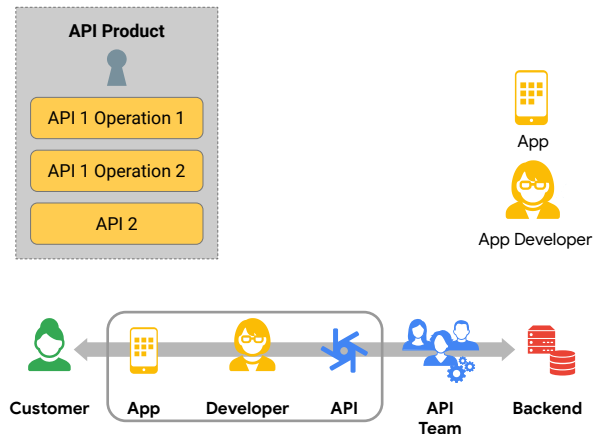 API Product
API 1 Operation 1
API 1 Operation 2
API 2
App
App Developer
Customer
App
Developer
API
API
Team
Backend